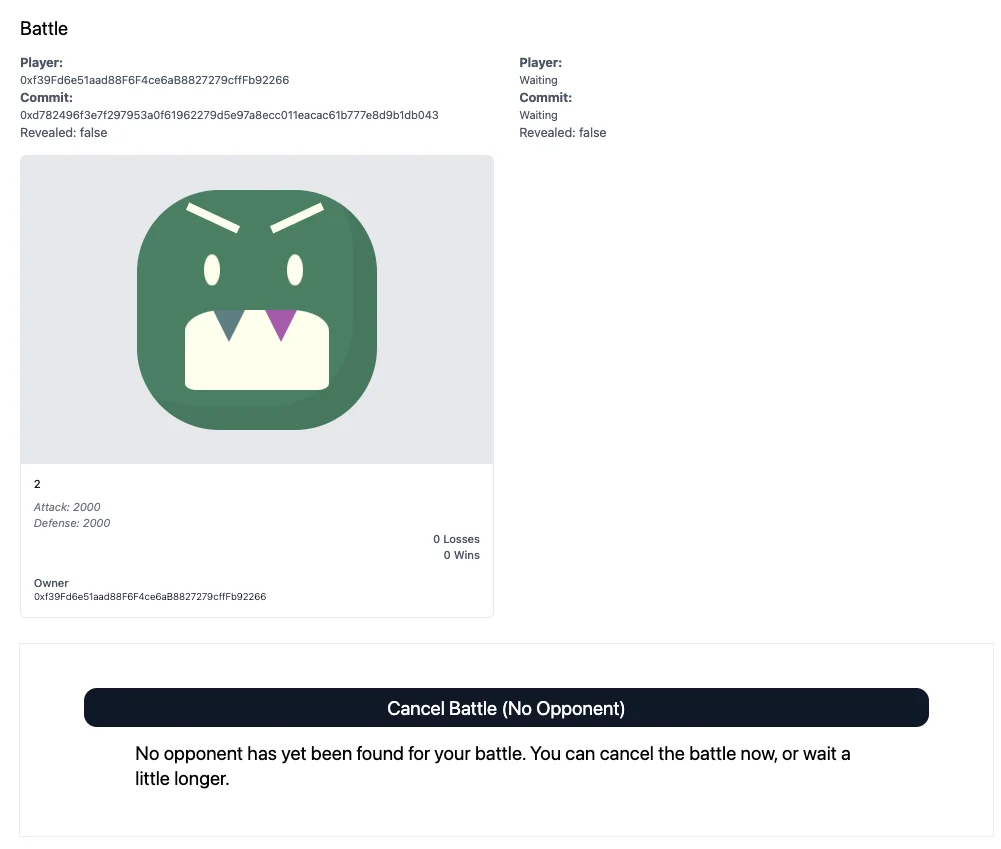 Battle
Player:
0xf39Fd6e51aad88F6F4ce6aB8827279cffFb92266
Commit:
0xd782496f3e7f297953a0f61962279d5e97a8ecc011eacac61b777e8d9b1db043
Revealed: false
Player:
Waiting
Commit:
Waiting
Revealed: false
2
Attack: 2000
Defense: 2000
0 Losses
0 Wins
Owner
0xf39Fd6e51aad88F6F4ce6aB8827279cffFb92266
Cancel Battle (No Opponent)
No opponent has yet been found for your battle. You can cancel the battle now, or wait a
little longer.